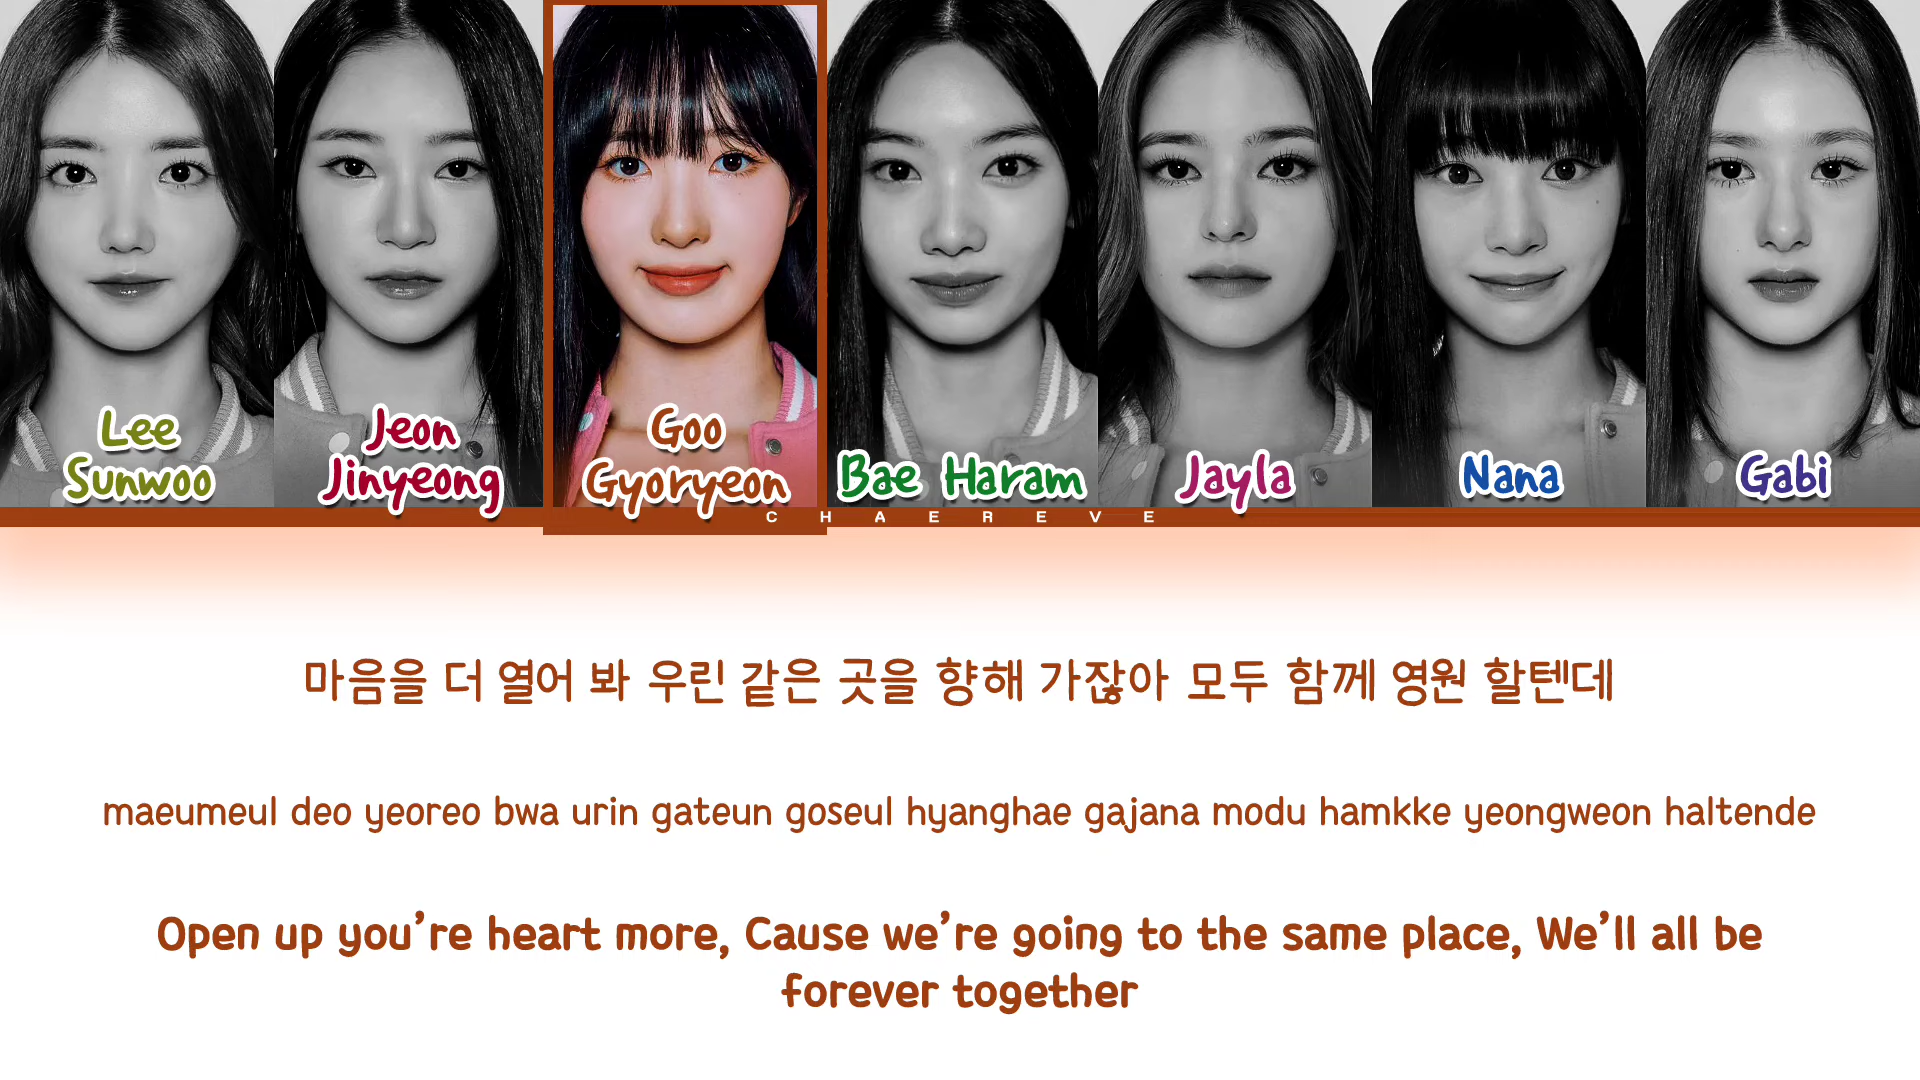 Lee
Sunwoo
Jeon
Jinyeong
Goo
Gyoryeon
Bae Haram
Jayla
Nana
Gabi
CHAEREVE
마음을 더 열어 봐 우린 같은 곳을 향해 가잖아 모두 함께 영원 할텐데
maeumeul deo yeoreo bwa urin gateun goseul hyanghae gajana modu hamkke yeongweon haltende
Open up you’re heart more, Cause we’re going to the same place, We’ll all be
forever together